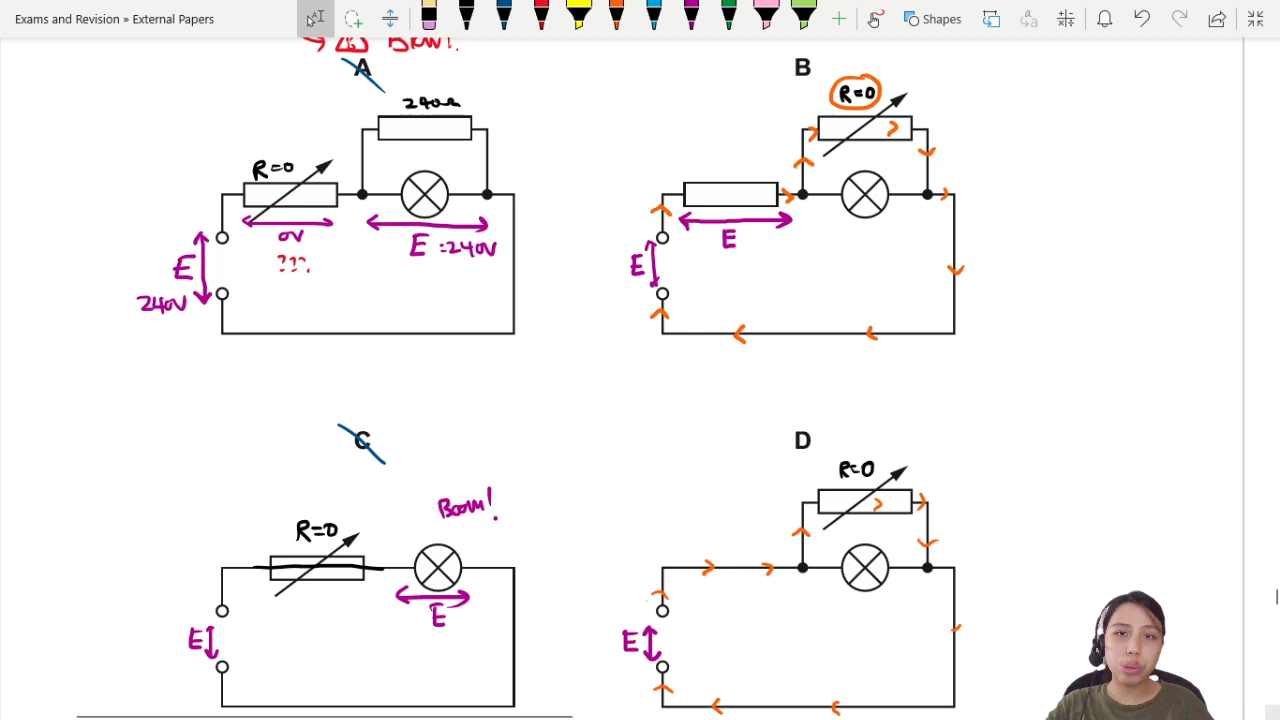 Exams and Revision » External Papers
Shapes
A
240Ω
R=0
0V
???
E =240V
E
240V
B
R=0
E
E
C
Boom!
R=0
E
E
D
R=0
E